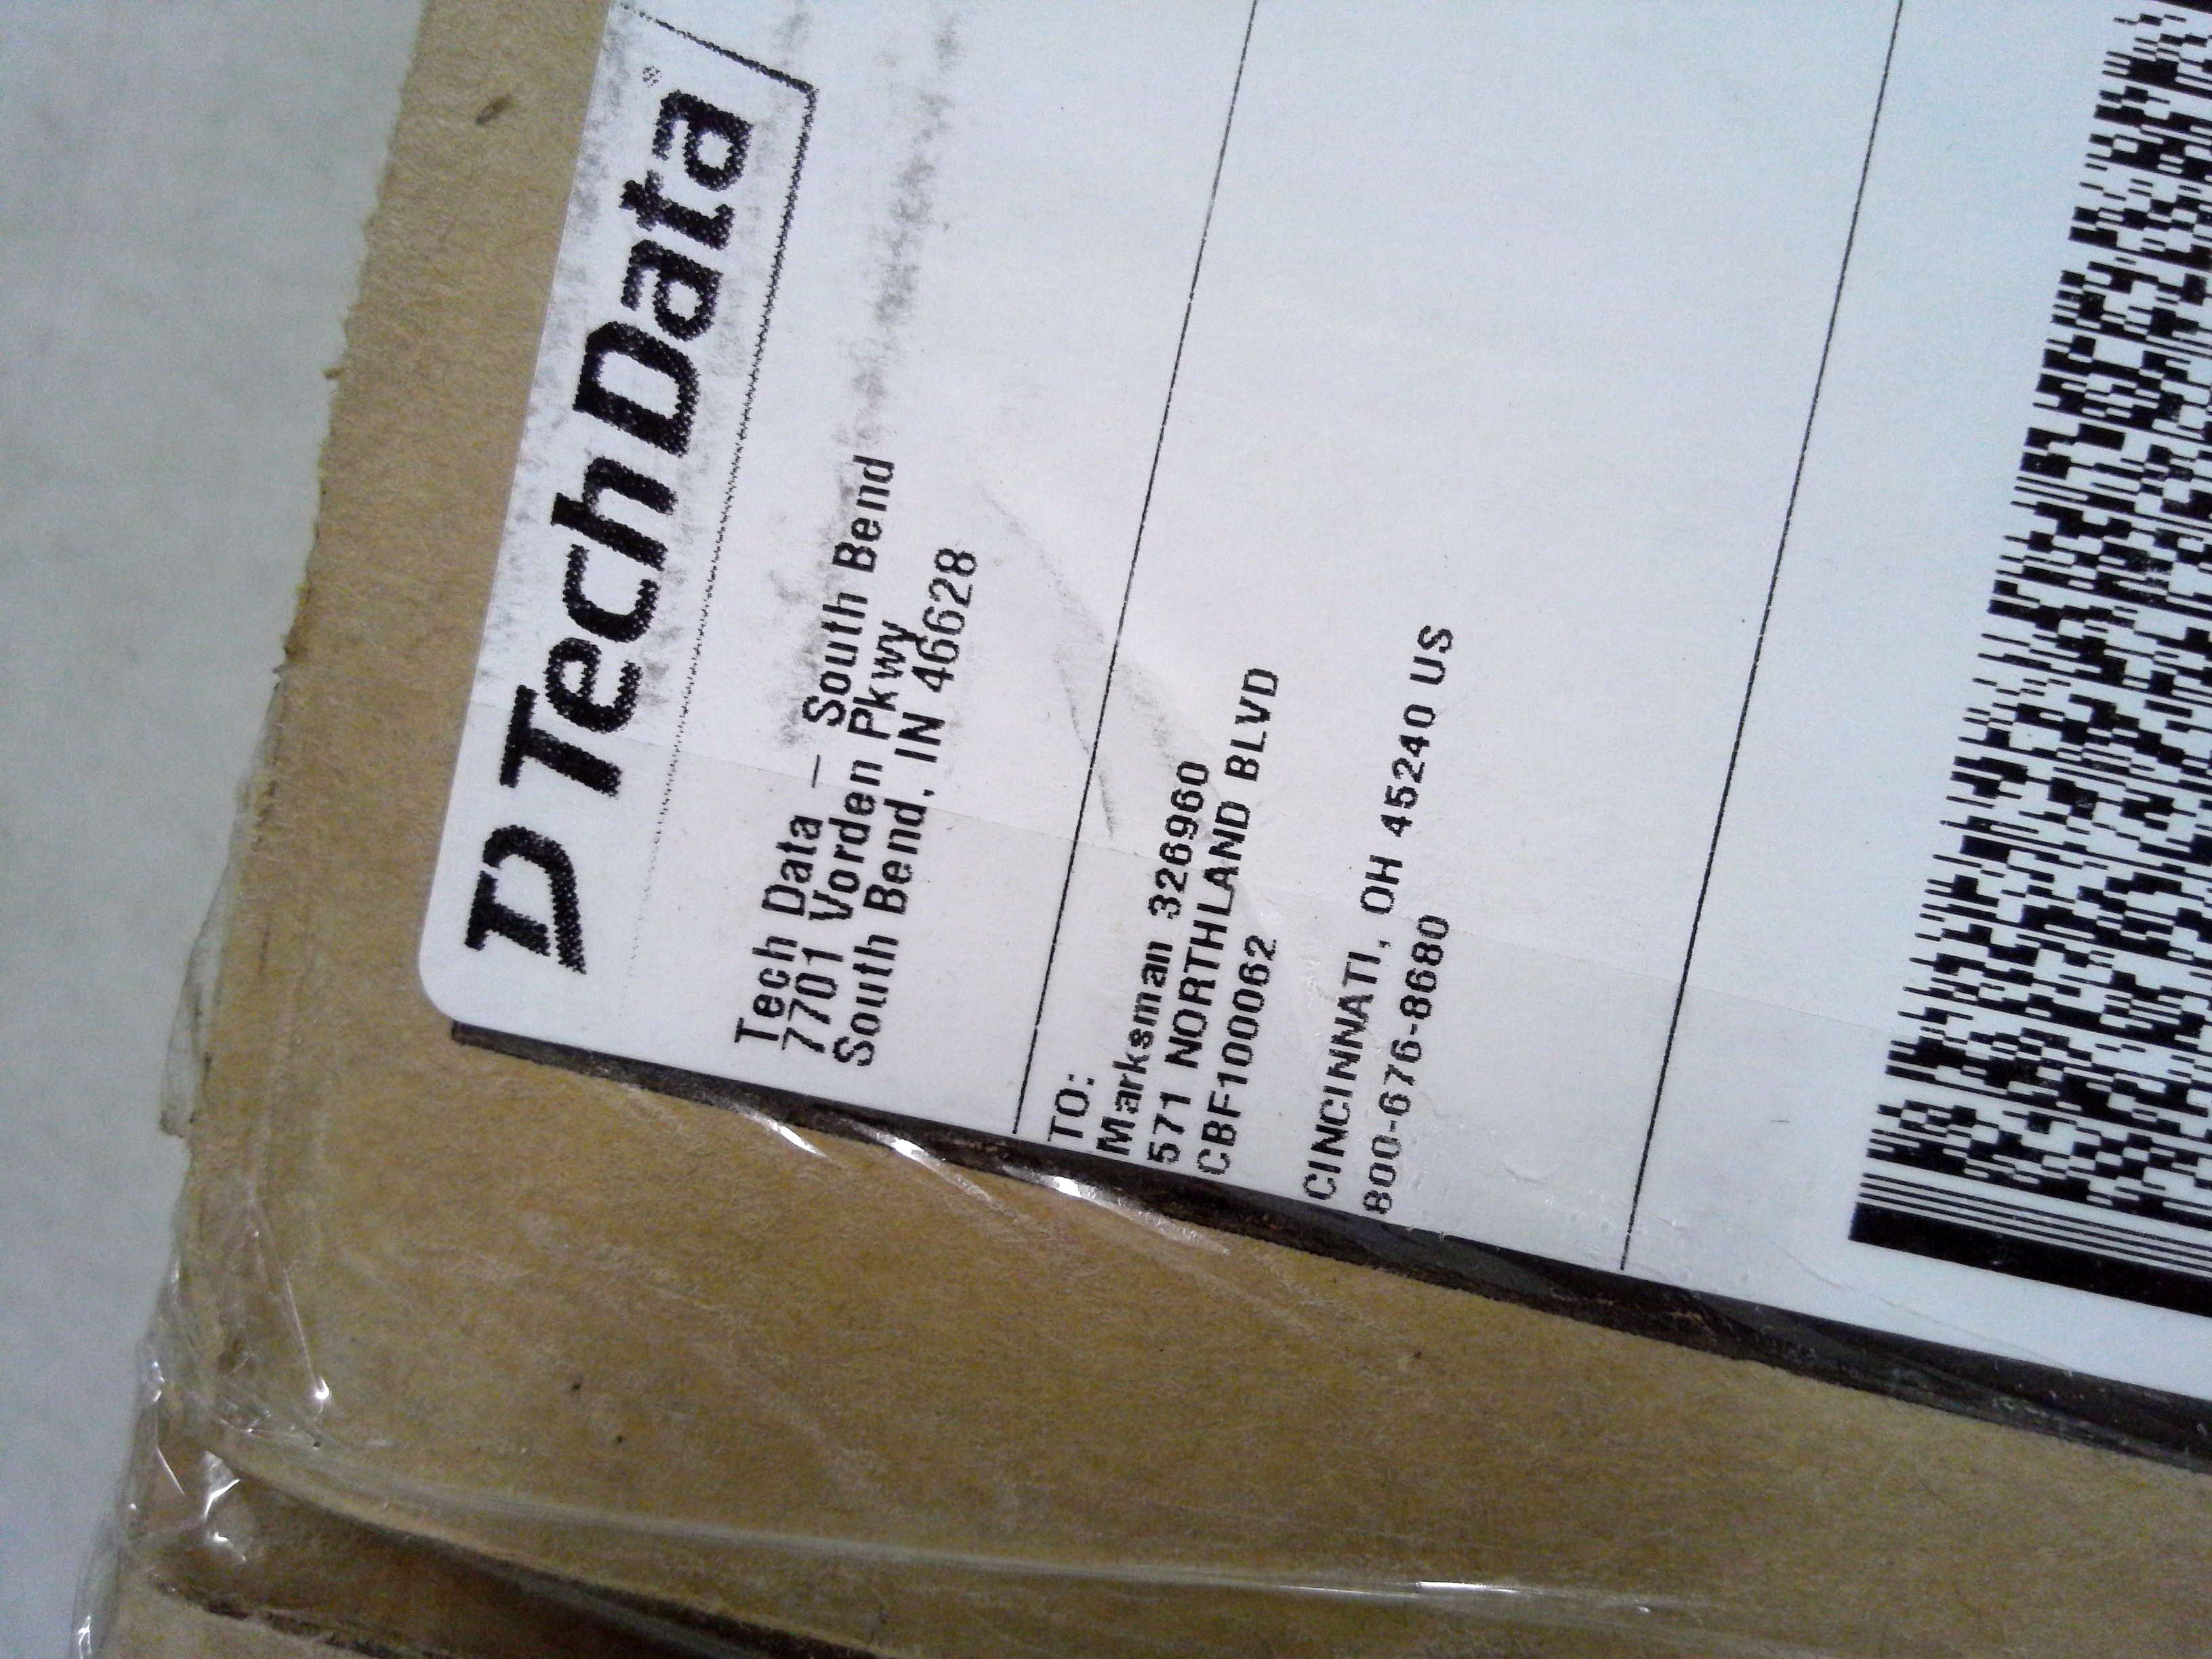 TechData®
Tech Data — South Bend
7701 Vorden Pkwy
South Bend, IN 46628
TO:
Marksman 326960
571 NORTHLAND BLVD
CBF100062
CINCINNATI, OH 45240 US
800-676-8680